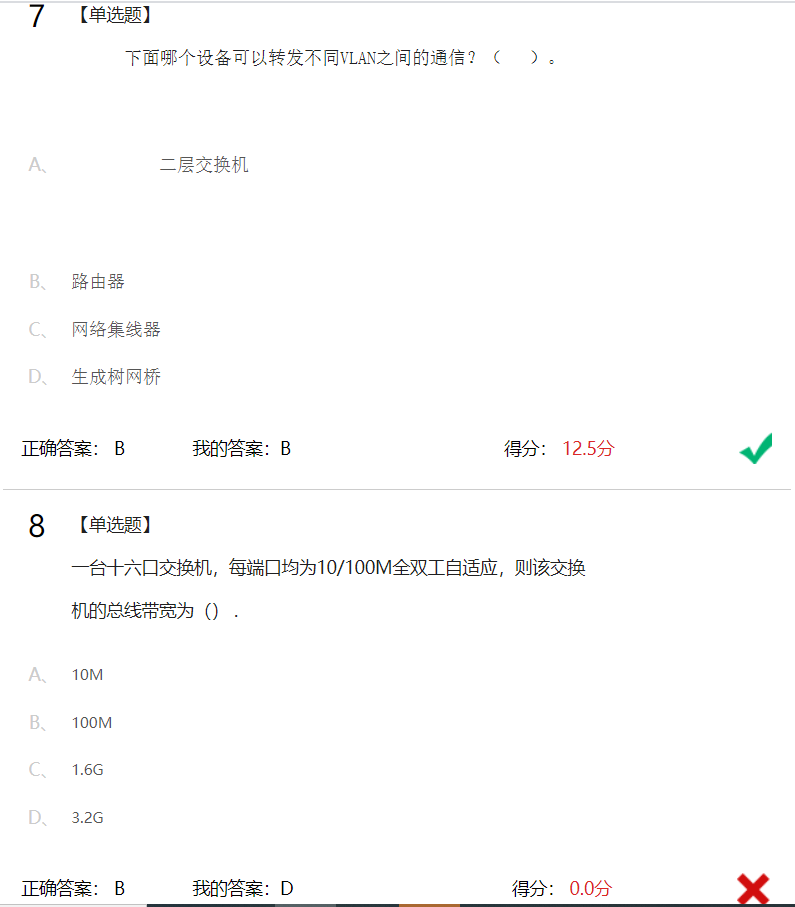 7 【单选题】
下面哪个设备可以转发不同VLAN之间的通信？（ ）。
A、 二层交换机
B、 路由器
C、 网络集线器
D、 生成树网桥
正确答案： B 我的答案：B 得分： 12.5分
8 【单选题】
一台十六口交换机，每端口均为10/100M全双工自适应，则该交换
机的总线带宽为（）．
A、 10M
B、 100M
C、 1.6G
D、 3.2G
正确答案： B 我的答案：D 得分： 0.0分